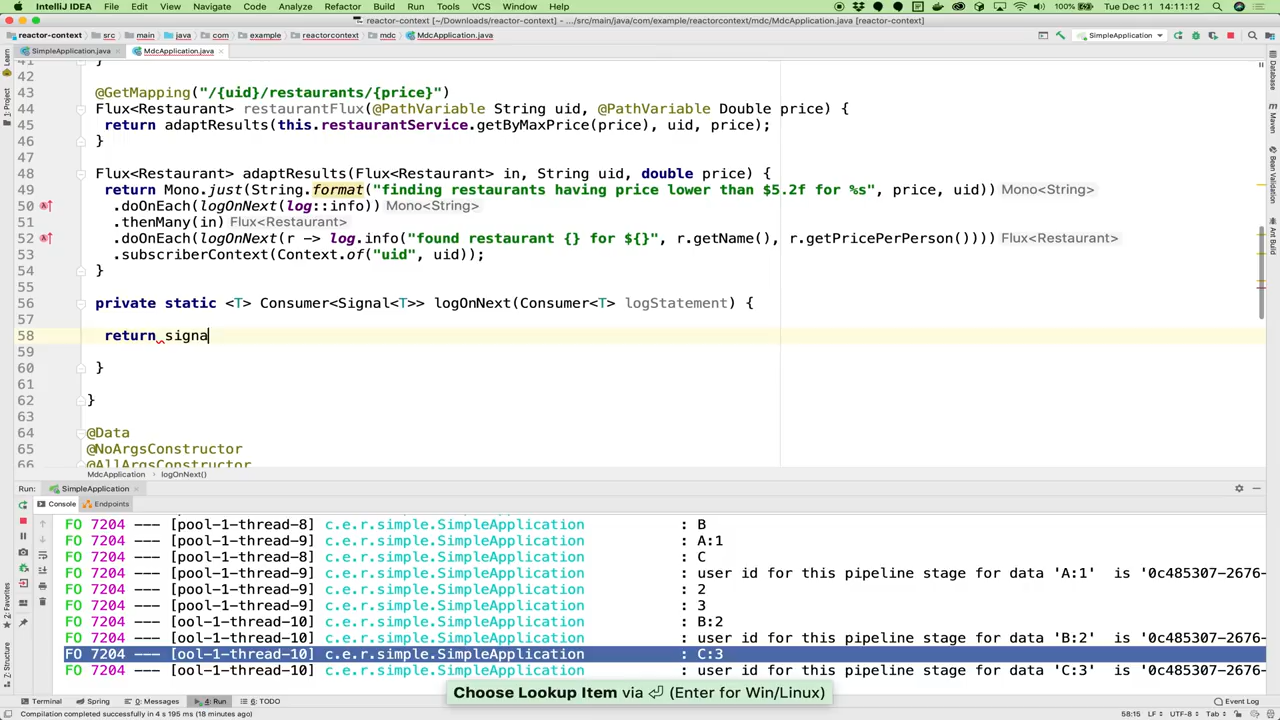 IntelliJ IDEA File Edit View Navigate Code Analyze Refactor Build Run Tools VCS Window Help 100% Tue Dec 11 14:11:12
reactor-context [~/Downloads/reactor-context] - .../src/main/java/com/example/reactorcontext/mdc/MdcApplication.java [reactor-context]
reactor-context src main java com example reactorcontext mdc MdcApplication.java SimpleApplication
SimpleApplication.java MdcApplication.java
Learn
1: Project
Database
Maven
Bean Validation
Ant Build
41 }
42
43 @GetMapping("/{uid}/restaurants/{price}")
44 Flux<Restaurant> restaurantFlux(@PathVariable String uid, @PathVariable Double price) {
45 return adaptResults(this.restaurantService.getByMaxPrice(price), uid, price);
46 }
47
48 Flux<Restaurant> adaptResults(Flux<Restaurant> in, String uid, double price) {
49 return Mono.just(String.format("finding restaurants having price lower than $5.2f for %s", price, uid)) Mono<String>
50 .doOnEach(logOnNext(log::info)) Mono<String>
51 .thenMany(in) Flux<Restaurant>
52 .doOnEach(logOnNext(r -> log.info("found restaurant {} for ${}", r.getName(), r.getPricePerPerson()))) Flux<Restaurant>
53 .subscriberContext(Context.of("uid", uid));
54 }
55
56 private static <T> Consumer<Signal<T>> logOnNext(Consumer<T> logStatement) {
57
58 return signa
59
60 }
61
62 }
63
64 @Data
65 @NoArgsConstructor
66 @AllArgsConstructor
MdcApplication logOnNext()
Run: SimpleApplication
Console Endpoints
FO 7204 --- [pool-1-thread-8] c.e.r.simple.SimpleApplication : B
FO 7204 --- [pool-1-thread-9] c.e.r.simple.SimpleApplication : A:1
FO 7204 --- [pool-1-thread-8] c.e.r.simple.SimpleApplication : C
FO 7204 --- [pool-1-thread-9] c.e.r.simple.SimpleApplication : user id for this pipeline stage for data 'A:1' is '0c485307-2676-
FO 7204 --- [pool-1-thread-9] c.e.r.simple.SimpleApplication : 2
FO 7204 --- [pool-1-thread-9] c.e.r.simple.SimpleApplication : 3
FO 7204 --- [ool-1-thread-10] c.e.r.simple.SimpleApplication : B:2
FO 7204 --- [ool-1-thread-10] c.e.r.simple.SimpleApplication : user id for this pipeline stage for data 'B:2' is '0c485307-2676-
FO 7204 --- [ool-1-thread-10] c.e.r.simple.SimpleApplication : C:3
FO 7204 --- [ool-1-thread-10] c.e.r.simple.SimpleApplication : user id for this pipeline stage for data 'C:3' is '0c485307-2676-
2: Favorites
7: Structure
Choose Lookup Item via ⏎ (Enter for Win/Linux)
Terminal Spring 0: Messages 4: Run 6: TODO Event Log
Compilation completed successfully in 4 s 195 ms (18 minutes ago) 58:15 LF UTF-8 Tab